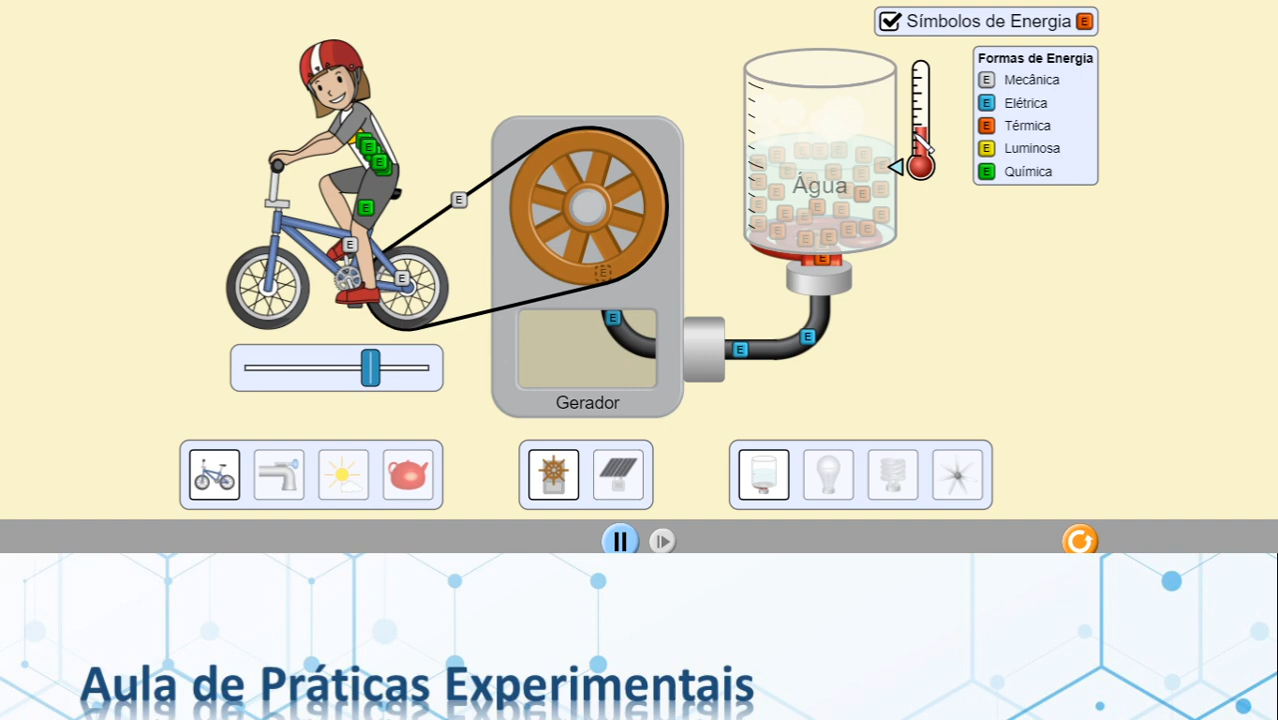 Símbolos de Energia E
Formas de Energia
E Mecânica
E Elétrica
E Térmica
E Luminosa
E Química
Água
Gerador
Aula de Práticas Experimentais